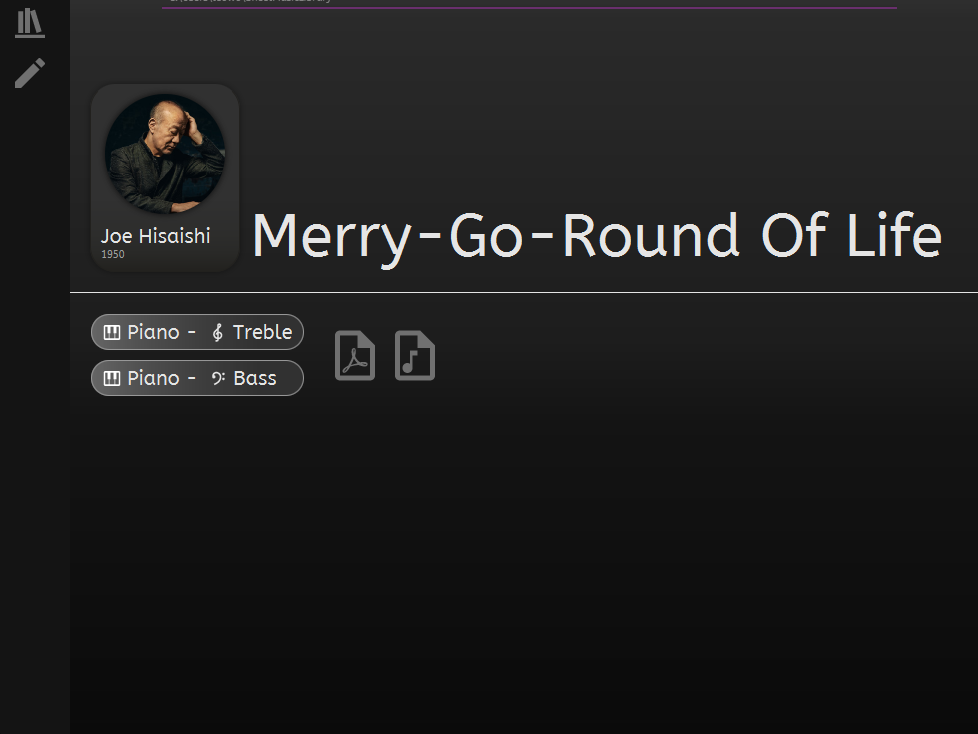 Joe Hisaishi
1950
Merry-Go-Round Of Life
Piano - Treble
Piano - Bass